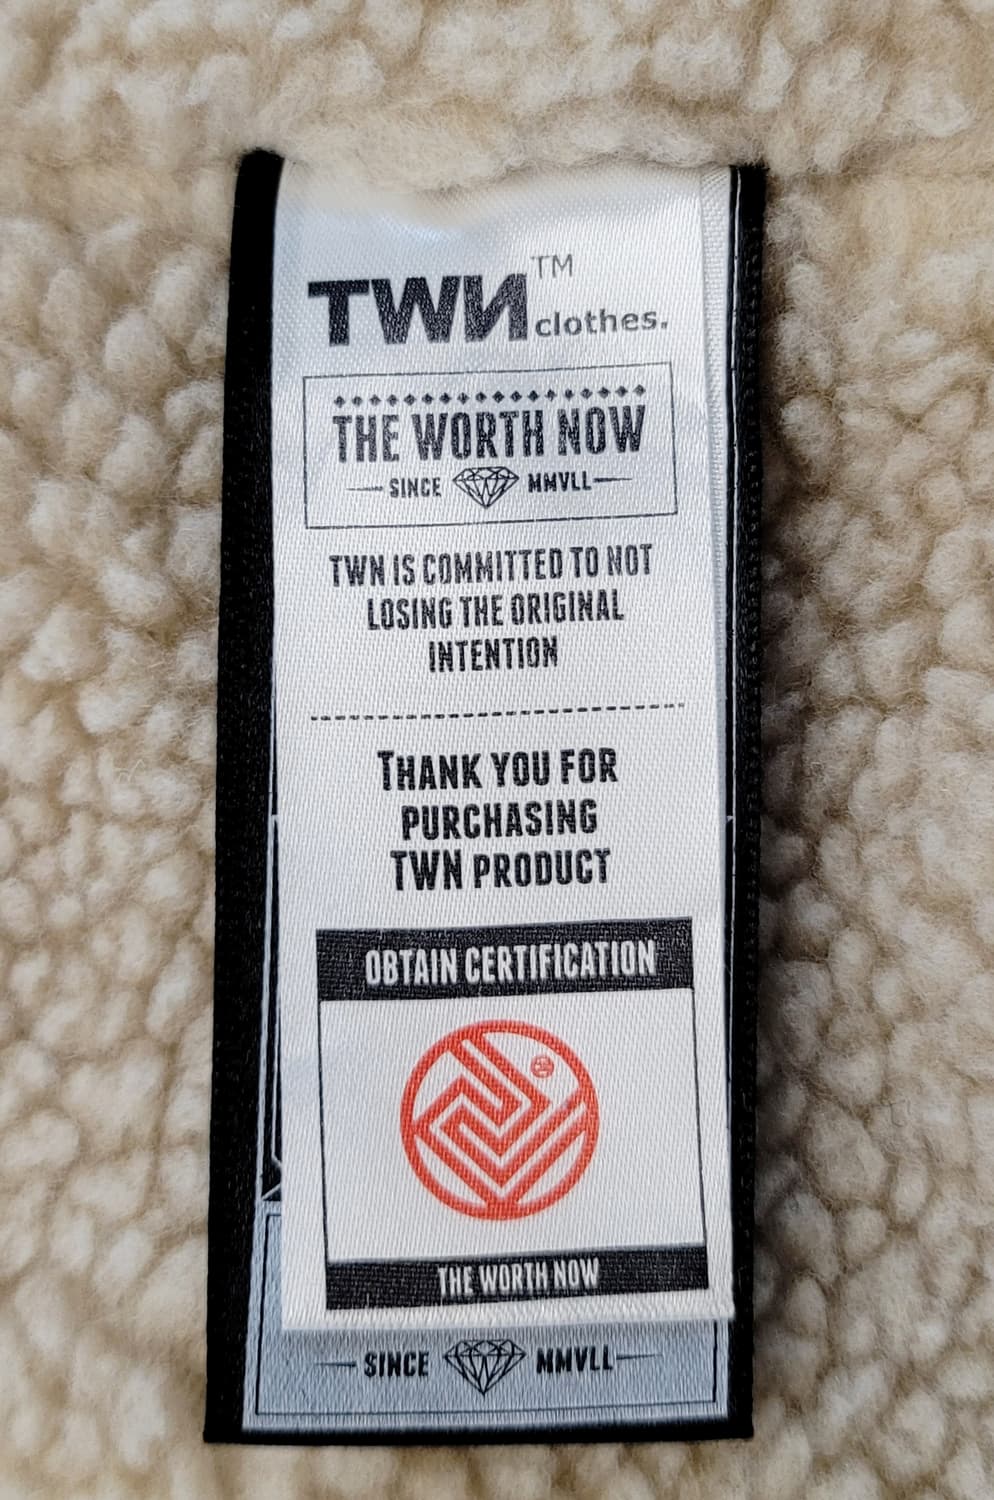 TWN™
clothes.
THE WORTH NOW
SINCE MMVLL
TWN IS COMMITTED TO NOT
LOSING THE ORIGINAL
INTENTION
THANK YOU FOR
PURCHASING
TWN PRODUCT
OBTAIN CERTIFICATION
THE WORTH NOW
SINCE MMVLL